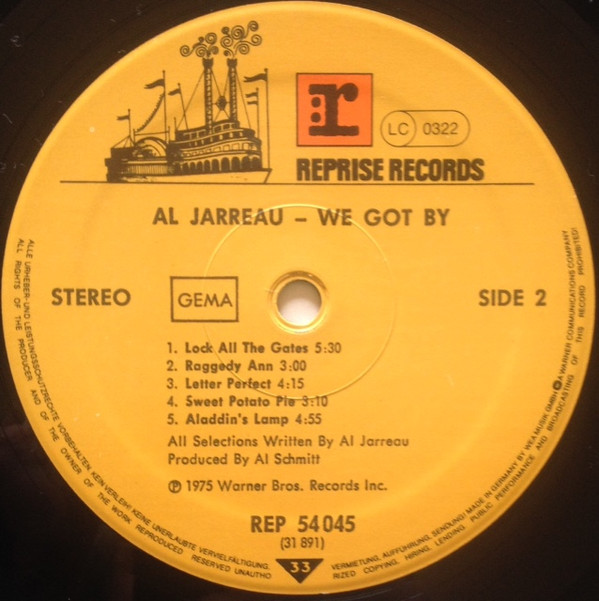 r
LC 0322
REPRISE RECORDS
AL JARREAU – WE GOT BY
STEREO
GEMA
SIDE 2
1. Lock All The Gates 5:30
2. Raggedy Ann 3:00
3. Letter Perfect 4:15
4. Sweet Potato Pie 3:10
5. Aladdin's Lamp 4:55
All Selections Written By Al Jarreau
Produced By Al Schmitt
℗ 1975 Warner Bros. Records Inc.
REP 54 045
(31 891)
33
ALLE URHEBER- UND LEISTUNGSSCHUTZRECHTE VORBEHALTEN KEIN VERLEIH! KEINE UNERLAUBTE VERVIELFÄLTIGUNG,
VERMIETUNG, AUFFÜHRUNG, SENDUNG! MADE IN GERMANY BY WEA MUSIK GMBH A WARNER COMMUNICATIONS COMPANY
ALL RIGHTS OF THE PRODUCER AND OF THE OWNER OF THE WORK REPRODUCED RESERVED UNAUTHO
RIZED COPYING, HIRING, LENDING, PUBLIC PERFORMANCE AND BROADCASTING OF THIS RECORD PROHIBITED!